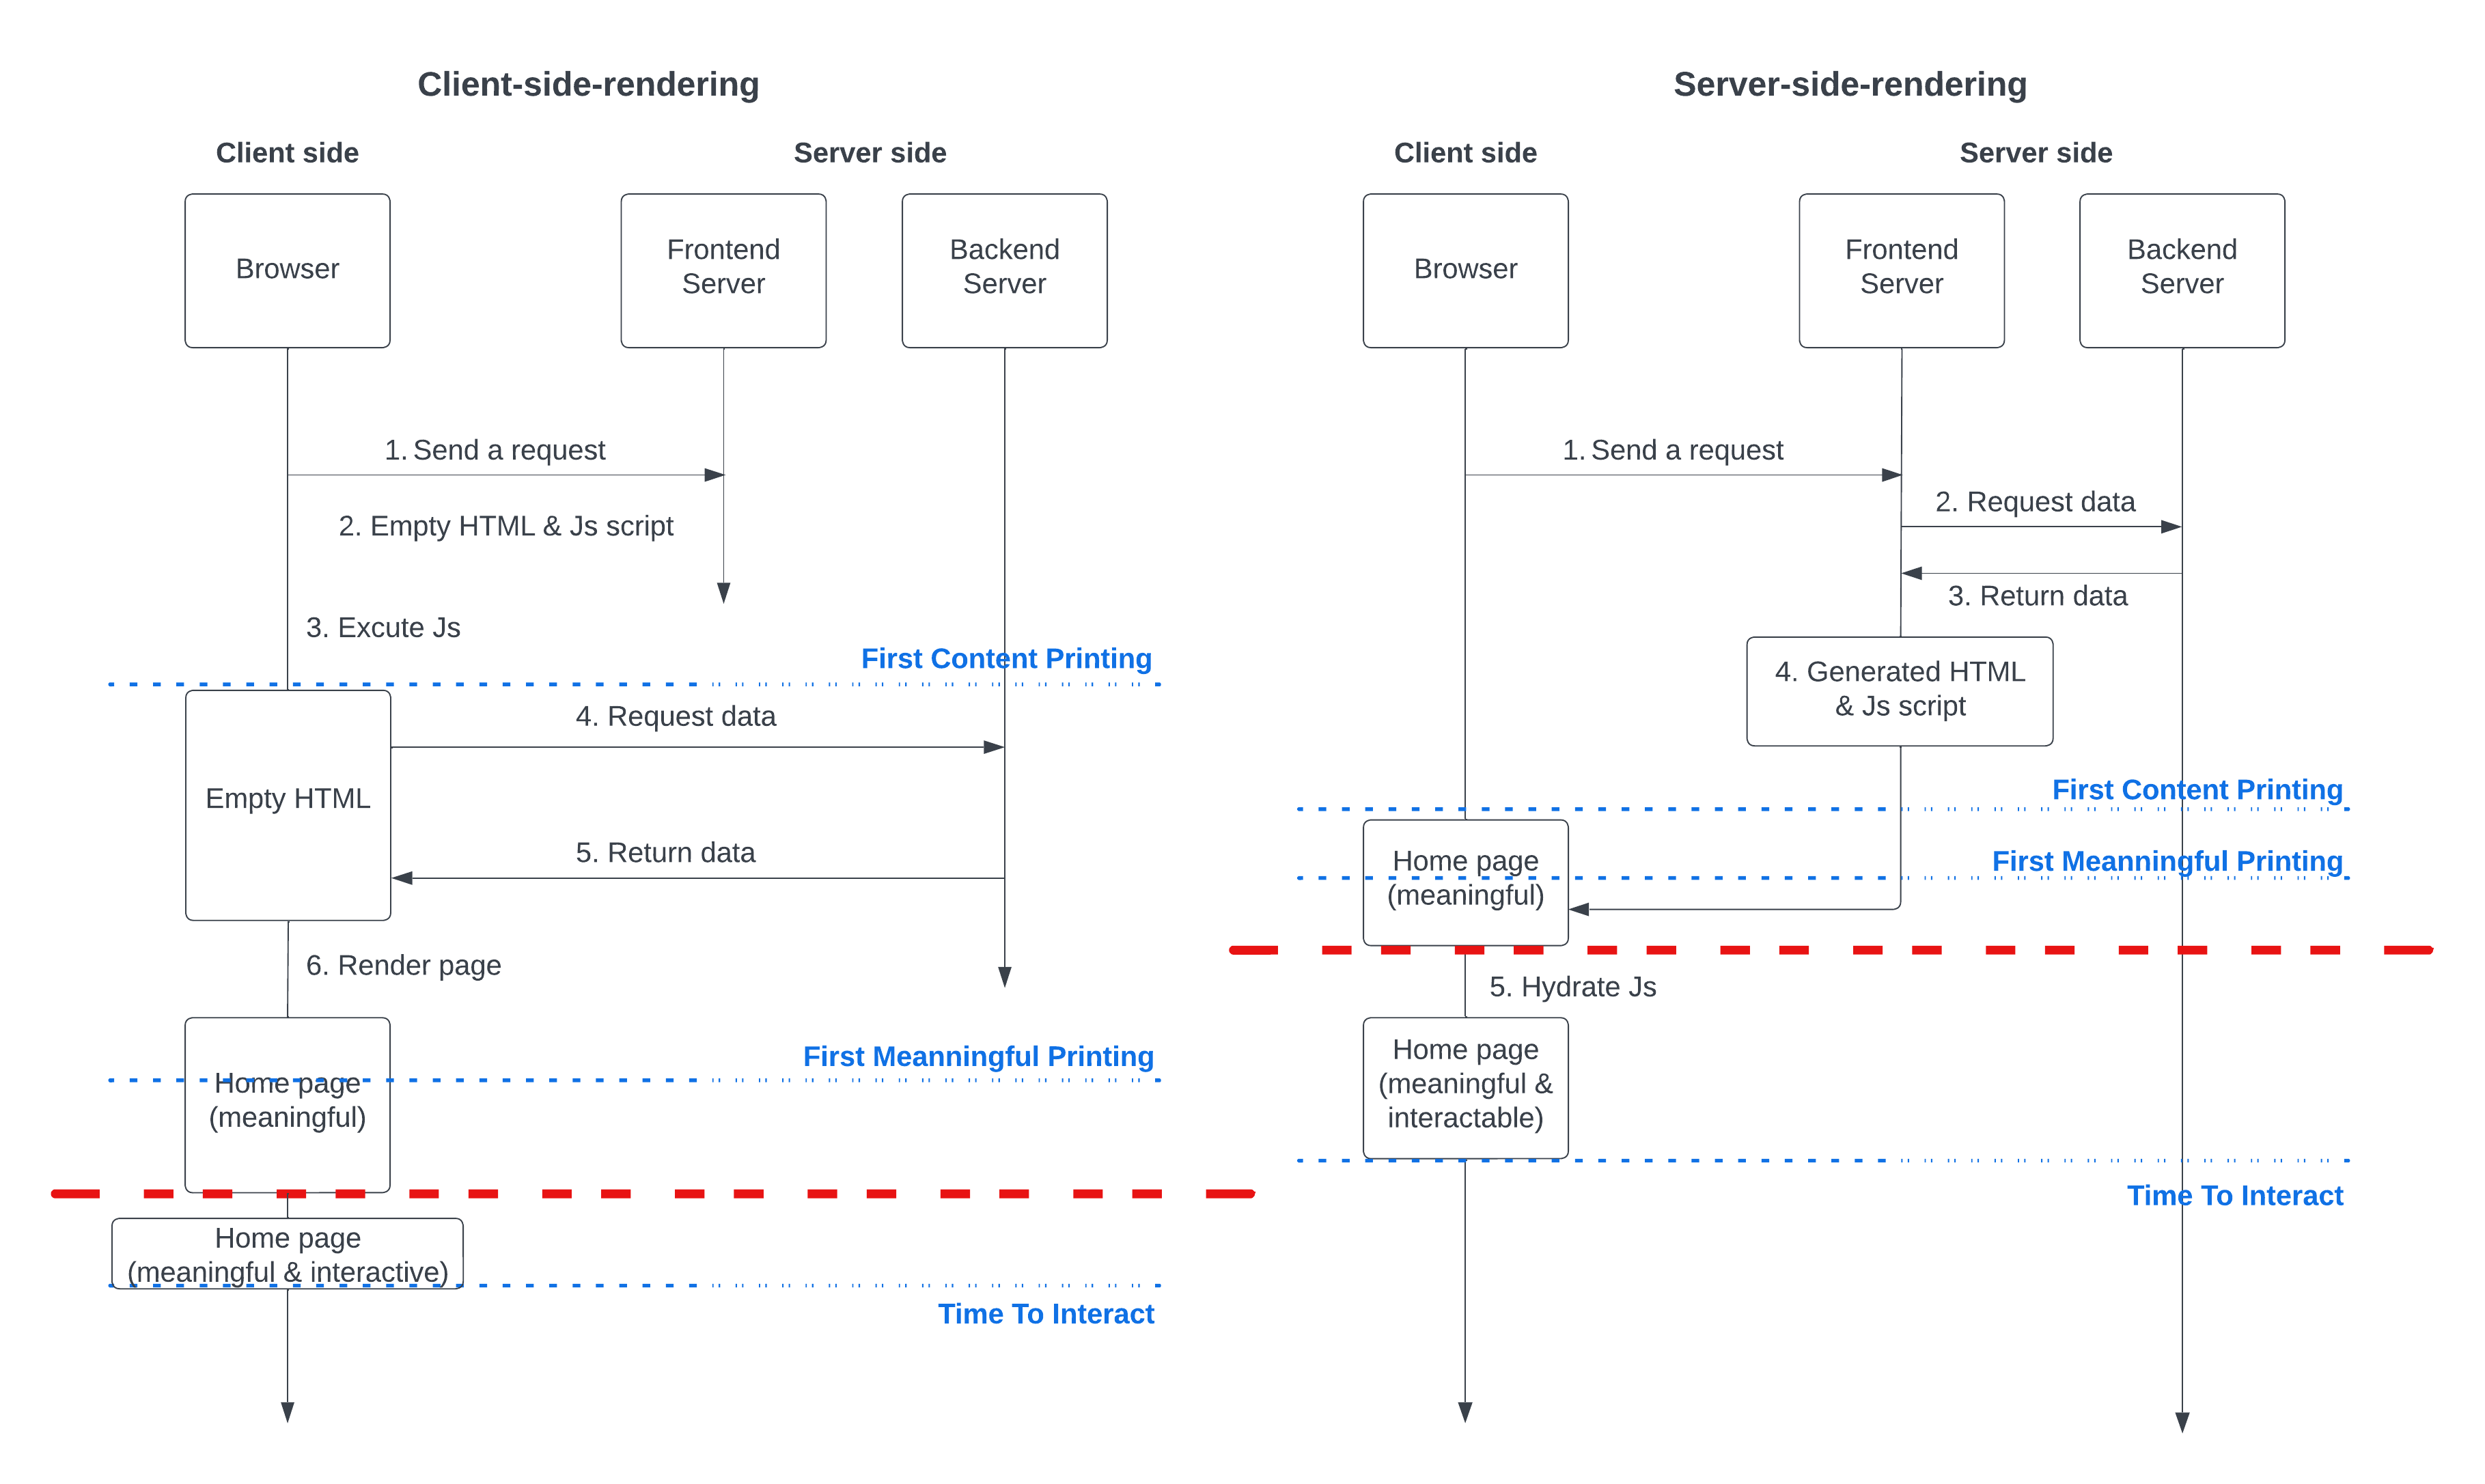 Client-side-rendering
Client side
Server side
Browser
Frontend
Server
Backend
Server
1. Send a request
2. Empty HTML & Js script
3. Excute Js
First Content Printing
4. Request data
Empty HTML
5. Return data
6. Render page
First Meanningful Printing
Home page
(meaningful)
Home page
(meaningful & interactive)
Time To Interact
Server-side-rendering
Client side
Server side
Browser
Frontend
Server
Backend
Server
1. Send a request
2. Request data
3. Return data
4. Generated HTML
& Js script
First Content Printing
Home page
(meaningful)
First Meanningful Printing
5. Hydrate Js
Home page
(meaningful &
interactable)
Time To Interact